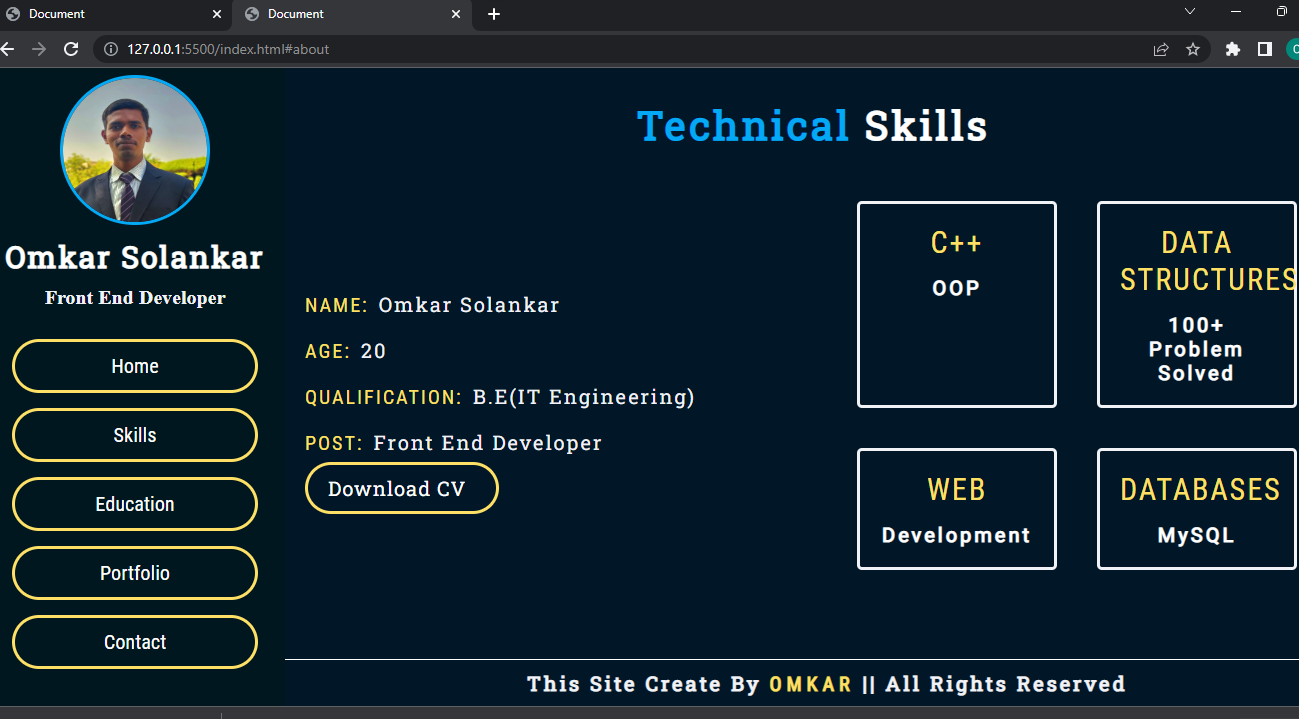 Document
Document
127.0.0.1:5500/index.html#about
Omkar Solankar
Front End Developer
Home
Skills
Education
Portfolio
Contact
Technical Skills
NAME: Omkar Solankar
AGE: 20
QUALIFICATION: B.E(IT Engineering)
POST: Front End Developer
Download CV
C++
OOP
DATA
STRUCTURES
100+
Problem
Solved
WEB
Development
DATABASES
MySQL
This Site Create By OMKAR || All Rights Reserved